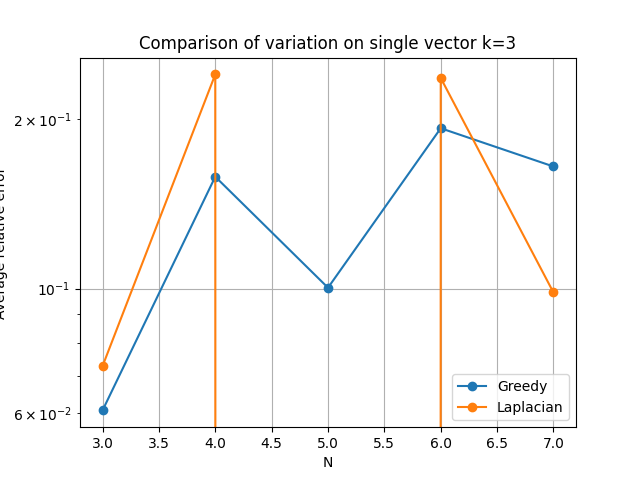 Comparison of variation on single vector k=3
Average relative error
2 × 10⁻¹
10⁻¹
6 × 10⁻²
3.0 3.5 4.0 4.5 5.0 5.5 6.0 6.5 7.0
N
Greedy
Laplacian